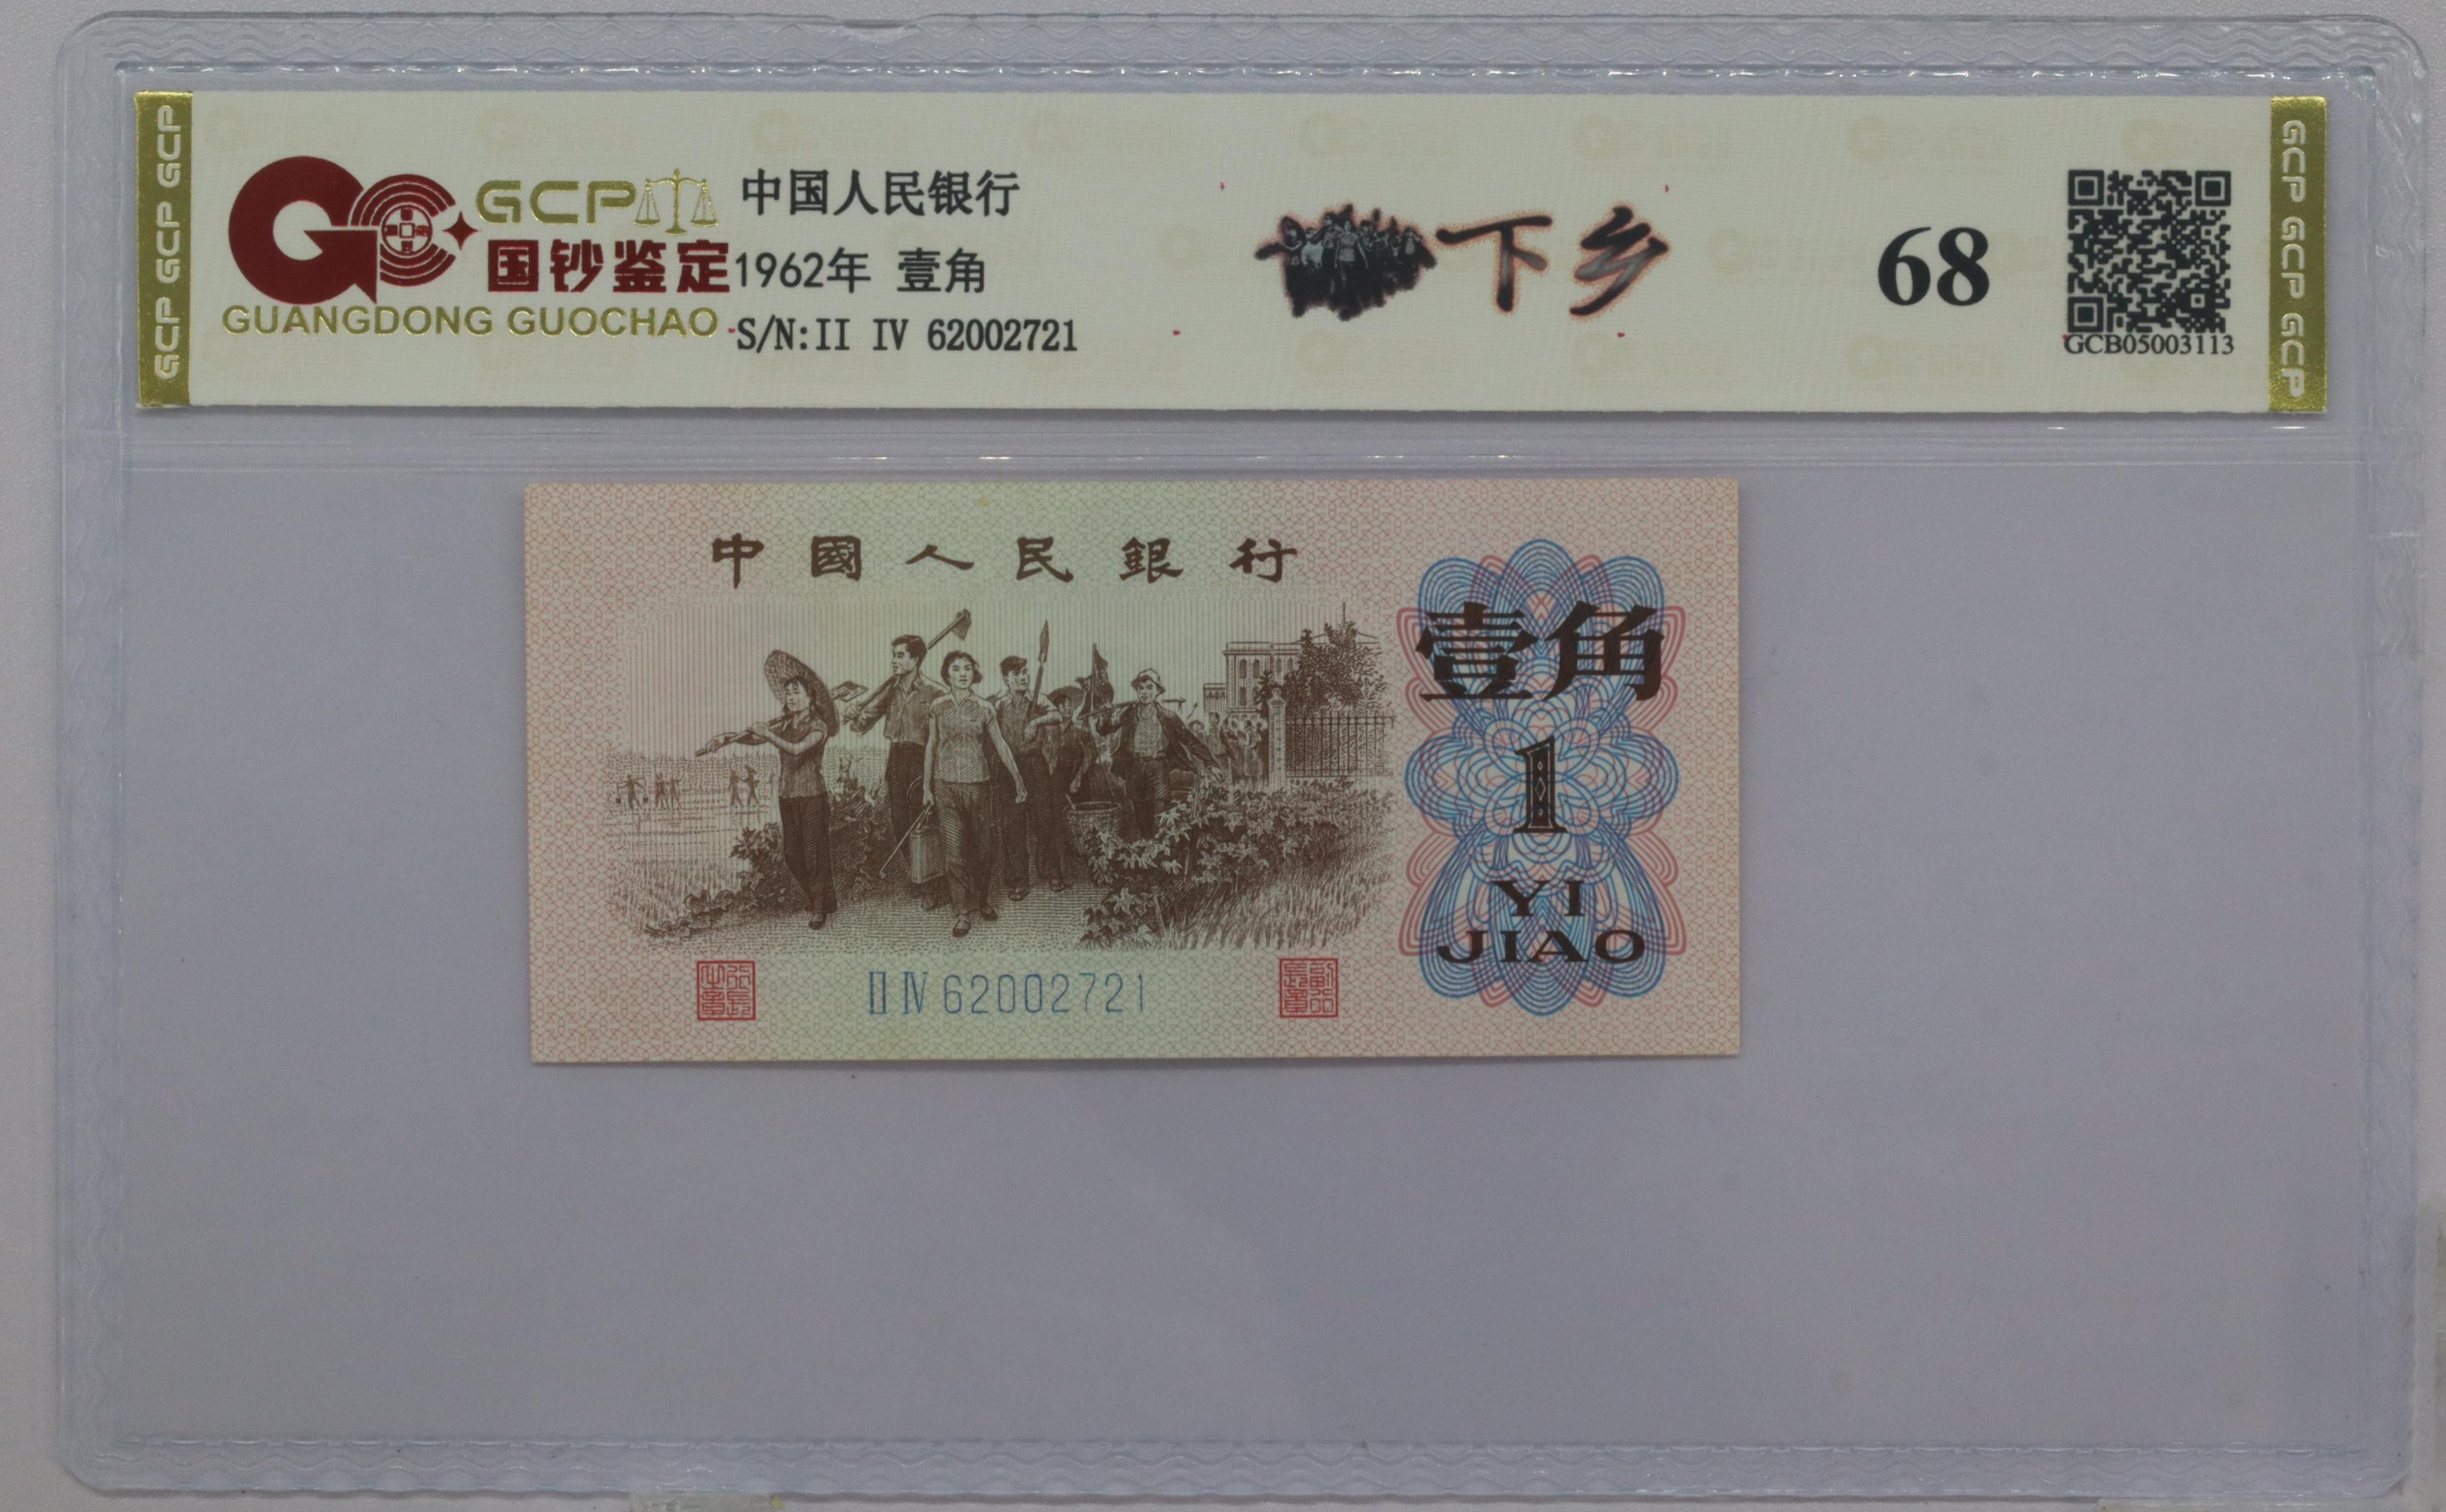 GCP GCP GCP
GCP
国钞鉴定
GUANGDONG GUOCHAO
中国人民银行
1962年 壹角
S/N:II IV 62002721
下乡
68
GCB05003113
GCP GCP GCP
中國人民銀行
壹角
1
YI
JIAO
II IV 62002721